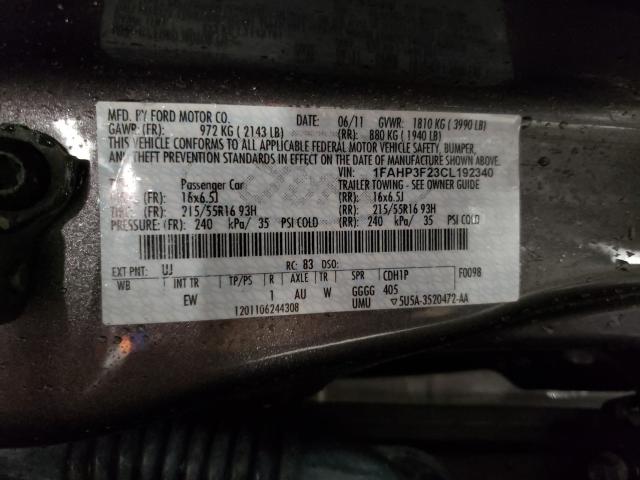 MFD. BY FORD MOTOR CO. DATE: 06/11 GVWR: 1810 KG ( 3990 LB)
GAWR: (FR): 972 KG ( 2143 LB) (RR): 880 KG ( 1940 LB)
THIS VEHICLE CONFORMS TO ALL APPLICABLE FEDERAL MOTOR VEHICLE SAFETY, BUMPER,
AND THEFT PREVENTION STANDARDS IN EFFECT ON THE DATE OF MANUFACTURE SHOWN ABOVE.
VIN: 1FAHP3F23CL192340
TYPE: Passenger Car TRAILER TOWING - SEE OWNER GUIDE
(FR): 16x6.5J (RR): 16x6.5J
(FR): 215/55R16 93H (RR): 215/55R16 93H
PRESSURE: (FR): 240 kPa/ 35 PSI COLD (RR): 240 kPa/ 35 PSI COLD
EXT PNT: UJ RC: 83 DSO: F0098
WB INT TR TP/PS R AXLE TR SPR CDH1P
EW 1 AU W GGGG 405
1201106244308 UMU ▽5U5A-3520472-AA